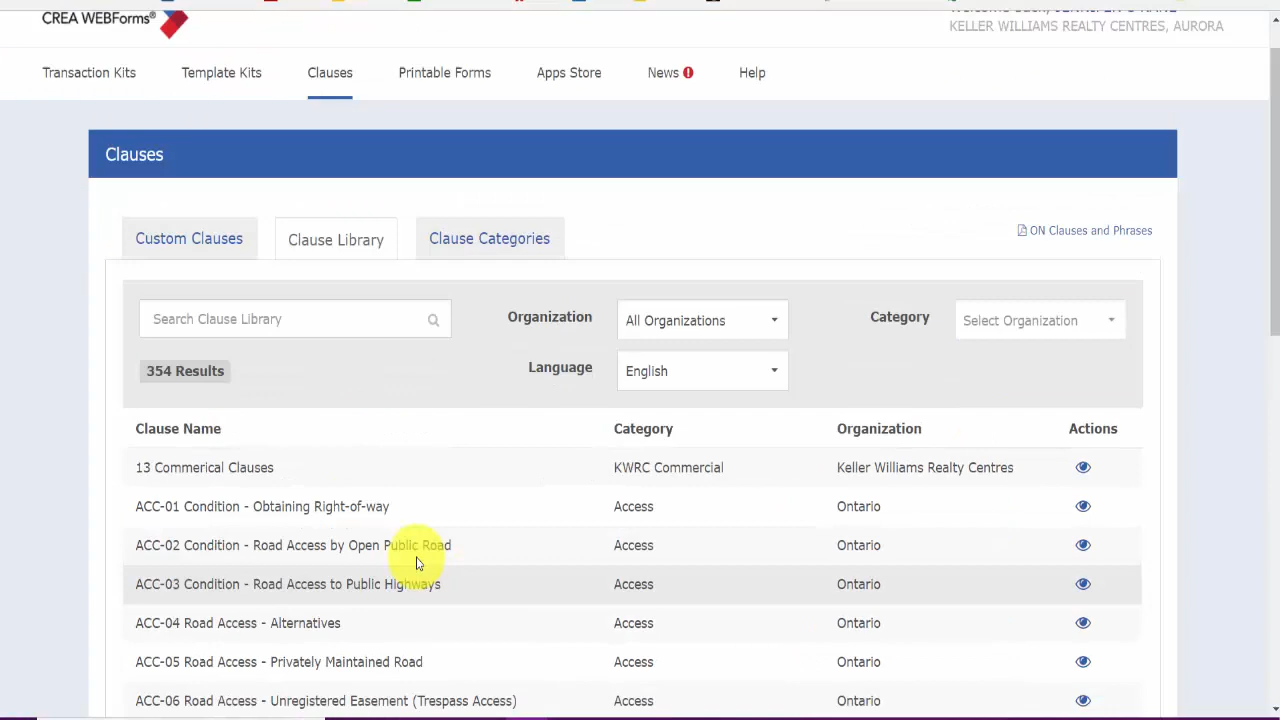 CREA WEBForms®
KELLER WILLIAMS REALTY CENTRES, AURORA
Transaction Kits Template Kits Clauses Printable Forms Apps Store News Help
Clauses
Custom Clauses Clause Library Clause Categories ON Clauses and Phrases
Search Clause Library Organization All Organizations Category Select Organization
354 Results Language English
Clause Name Category Organization Actions
13 Commerical Clauses KWRC Commercial Keller Williams Realty Centres
ACC-01 Condition - Obtaining Right-of-way Access Ontario
ACC-02 Condition - Road Access by Open Public Road Access Ontario
ACC-03 Condition - Road Access to Public Highways Access Ontario
ACC-04 Road Access - Alternatives Access Ontario
ACC-05 Road Access - Privately Maintained Road Access Ontario
ACC-06 Road Access - Unregistered Easement (Trespass Access) Access Ontario